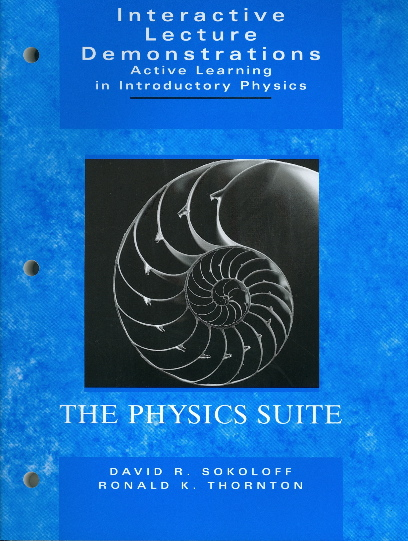 Interactive
Lecture
Demonstrations
Active Learning
in Introductory Physics
THE PHYSICS SUITE
DAVID R. SOKOLOFF
RONALD K. THORNTON